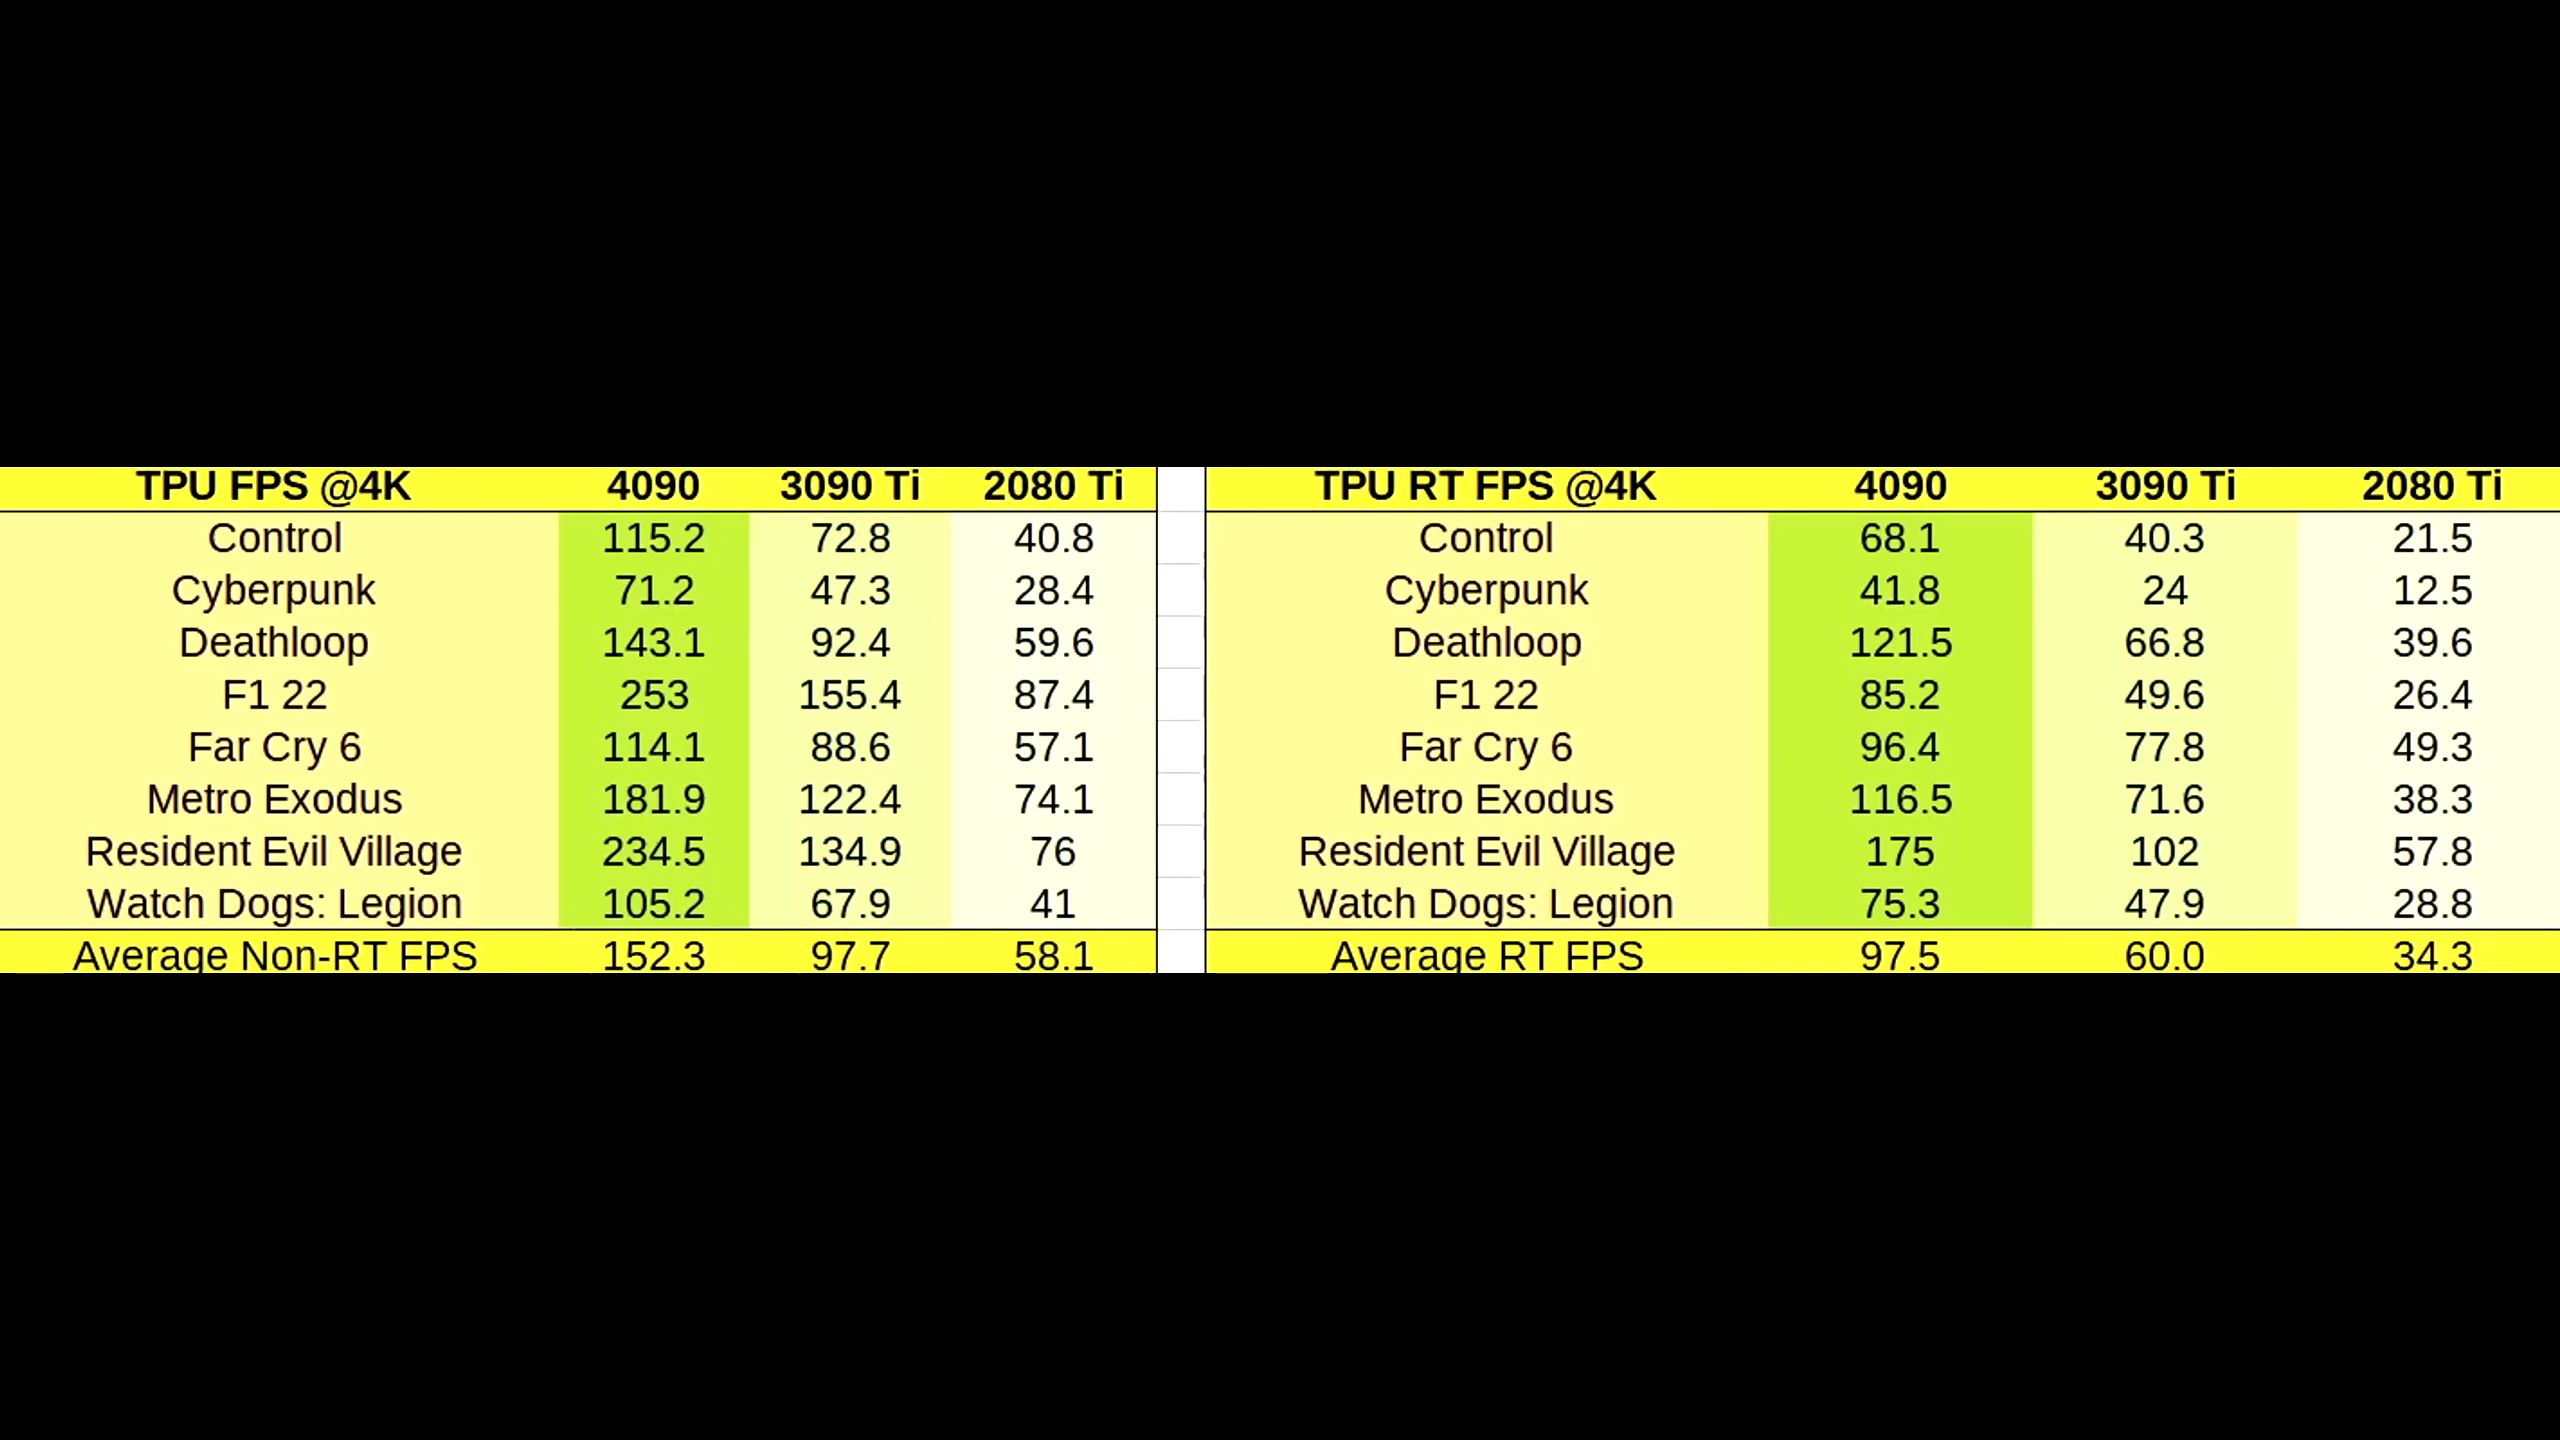 TPU FPS @4K 4090 3090 Ti 2080 Ti
Control 115.2 72.8 40.8
Cyberpunk 71.2 47.3 28.4
Deathloop 143.1 92.4 59.6
F1 22 253 155.4 87.4
Far Cry 6 114.1 88.6 57.1
Metro Exodus 181.9 122.4 74.1
Resident Evil Village 234.5 134.9 76
Watch Dogs: Legion 105.2 67.9 41
Average Non-RT FPS 152.3 97.7 58.1
TPU RT FPS @4K 4090 3090 Ti 2080 Ti
Control 68.1 40.3 21.5
Cyberpunk 41.8 24 12.5
Deathloop 121.5 66.8 39.6
F1 22 85.2 49.6 26.4
Far Cry 6 96.4 77.8 49.3
Metro Exodus 116.5 71.6 38.3
Resident Evil Village 175 102 57.8
Watch Dogs: Legion 75.3 47.9 28.8
Average RT FPS 97.5 60.0 34.3